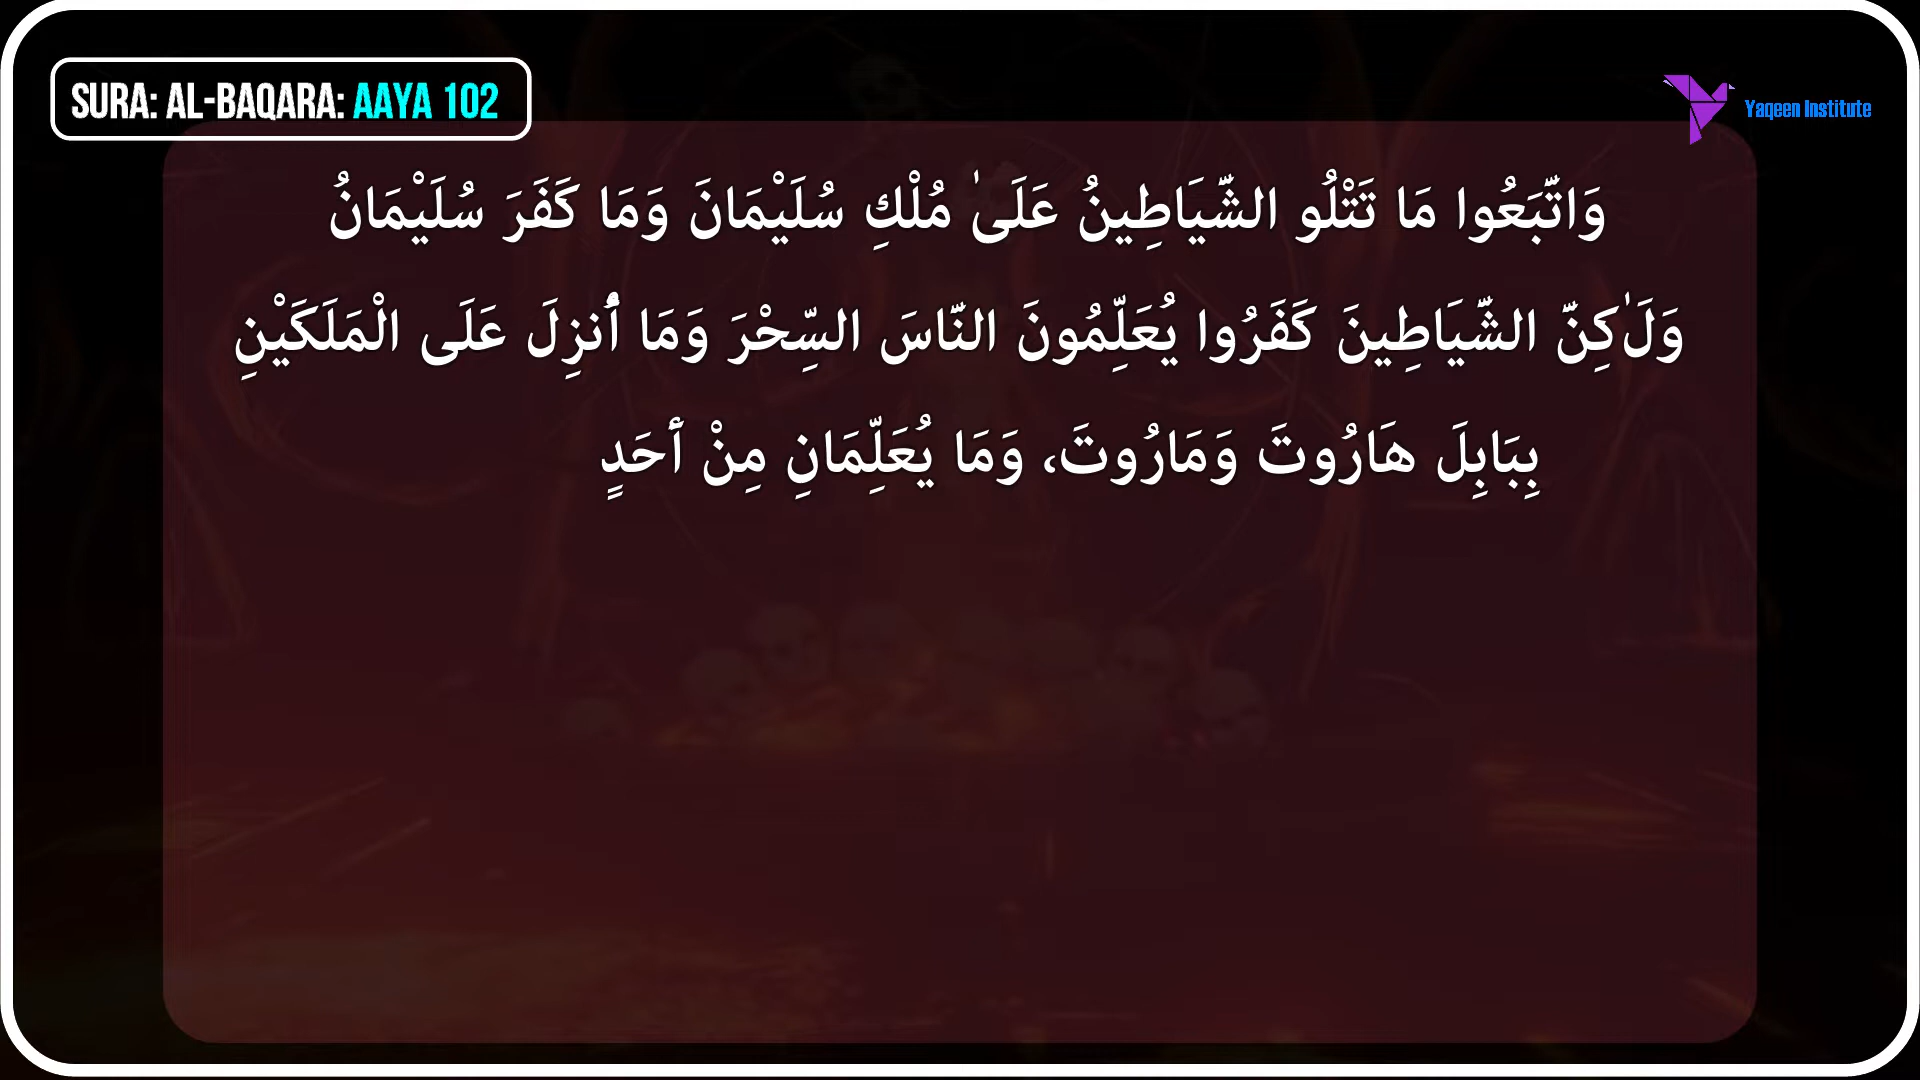 SURA: AL-BAQARA: AAYA 102
Yaqeen Institute
وَاتَّبَعُوا مَا تَتْلُو الشَّيَاطِينُ عَلَىٰ مُلْكِ سُلَيْمَانَ وَمَا كَفَرَ سُلَيْمَانُ
وَلَٰكِنَّ الشَّيَاطِينَ كَفَرُوا يُعَلِّمُونَ النَّاسَ السِّحْرَ وَمَا أُنزِلَ عَلَى الْمَلَكَيْنِ
بِبَابِلَ هَارُوتَ وَمَارُوتَ، وَمَا يُعَلِّمَانِ مِنْ أَحَدٍ